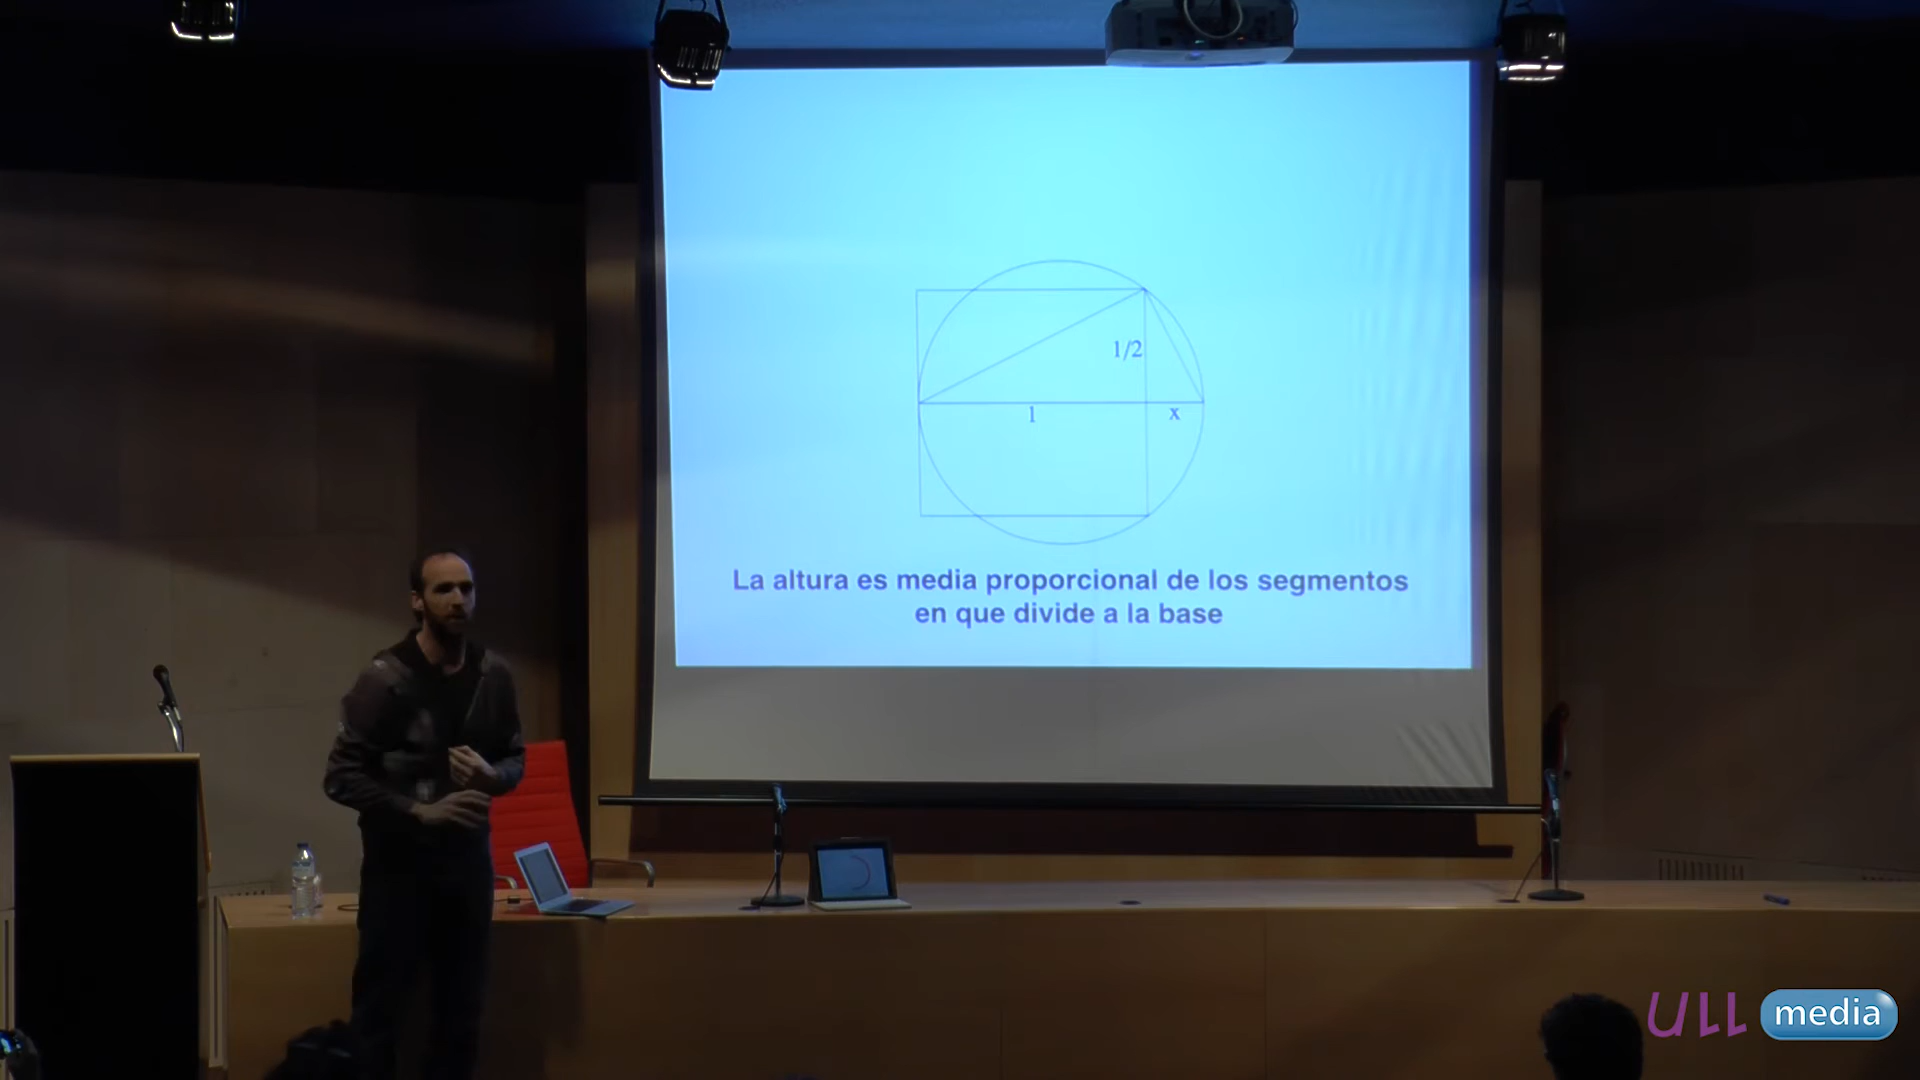 1/2
1
x
La altura es media proporcional de los segmentos
en que divide a la base
ULL media